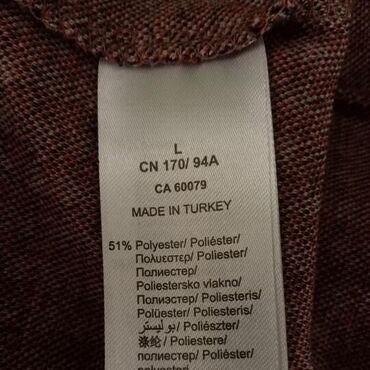 L
CN 170/ 94A
CA 60079
MADE IN TURKEY
51% Polyester/ Poliéster/
Πολυεστερ/ Poliester/
Полиестер/
Poliestersko vlakno/
Полиэстер/ Poliesteris/
Polüester/ Poliesteris/
بوليستر/ Poliészter/
涤纶/ Poliestere/
полиестер/ Poliéster/